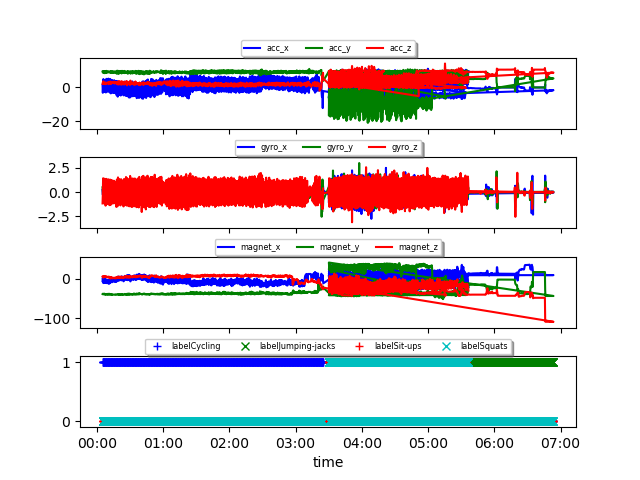 acc_x acc_y acc_z
0
−20
gyro_x gyro_y gyro_z
2.5
0.0
−2.5
magnet_x magnet_y magnet_z
0
−100
labelCycling labelJumping-jacks labelSit-ups labelSquats
1
0
00:00 01:00 02:00 03:00 04:00 05:00 06:00 07:00
time